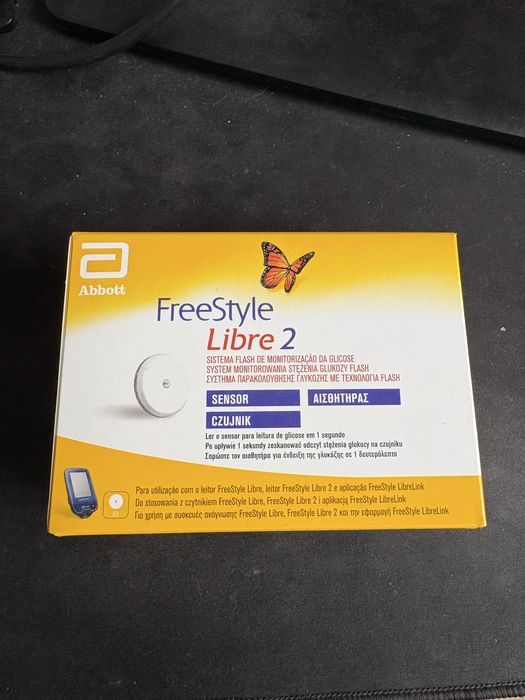 Abbott
FreeStyle
Libre 2
SISTEMA FLASH DE MONITORIZAÇÃO DA GLICOSE
SYSTEM MONITOROWANIA STĘŻENIA GLUKOZY FLASH
ΣΥΣΤΗΜΑ ΠΑΡΑΚΟΛΟΥΘΗΣΗΣ ΓΛΥΚΟΖΗΣ ΜΕ ΤΕΧΝΟΛΟΓΙΑ FLASH
SENSOR ΑΙΣΘΗΤΗΡΑΣ
CZUJNIK
Ler o sensor para leitura de glicose em 1 segundo
Po upływie 1 sekundy zeskanować odczyt stężenia glukozy na czujniku
Σαρώστε τον αισθητήρα για ένδειξη της γλυκόζης σε 1 δευτερόλεπτο
Para utilização com o leitor FreeStyle Libre, leitor FreeStyle Libre 2 e aplicação FreeStyle LibreLink
Do stosowania z czytnikiem FreeStyle Libre, FreeStyle Libre 2 i aplikacją FreeStyle LibreLink
Για χρήση με συσκευές ανάγνωσης FreeStyle Libre, FreeStyle Libre 2 και την εφαρμογή FreeStyle LibreLink